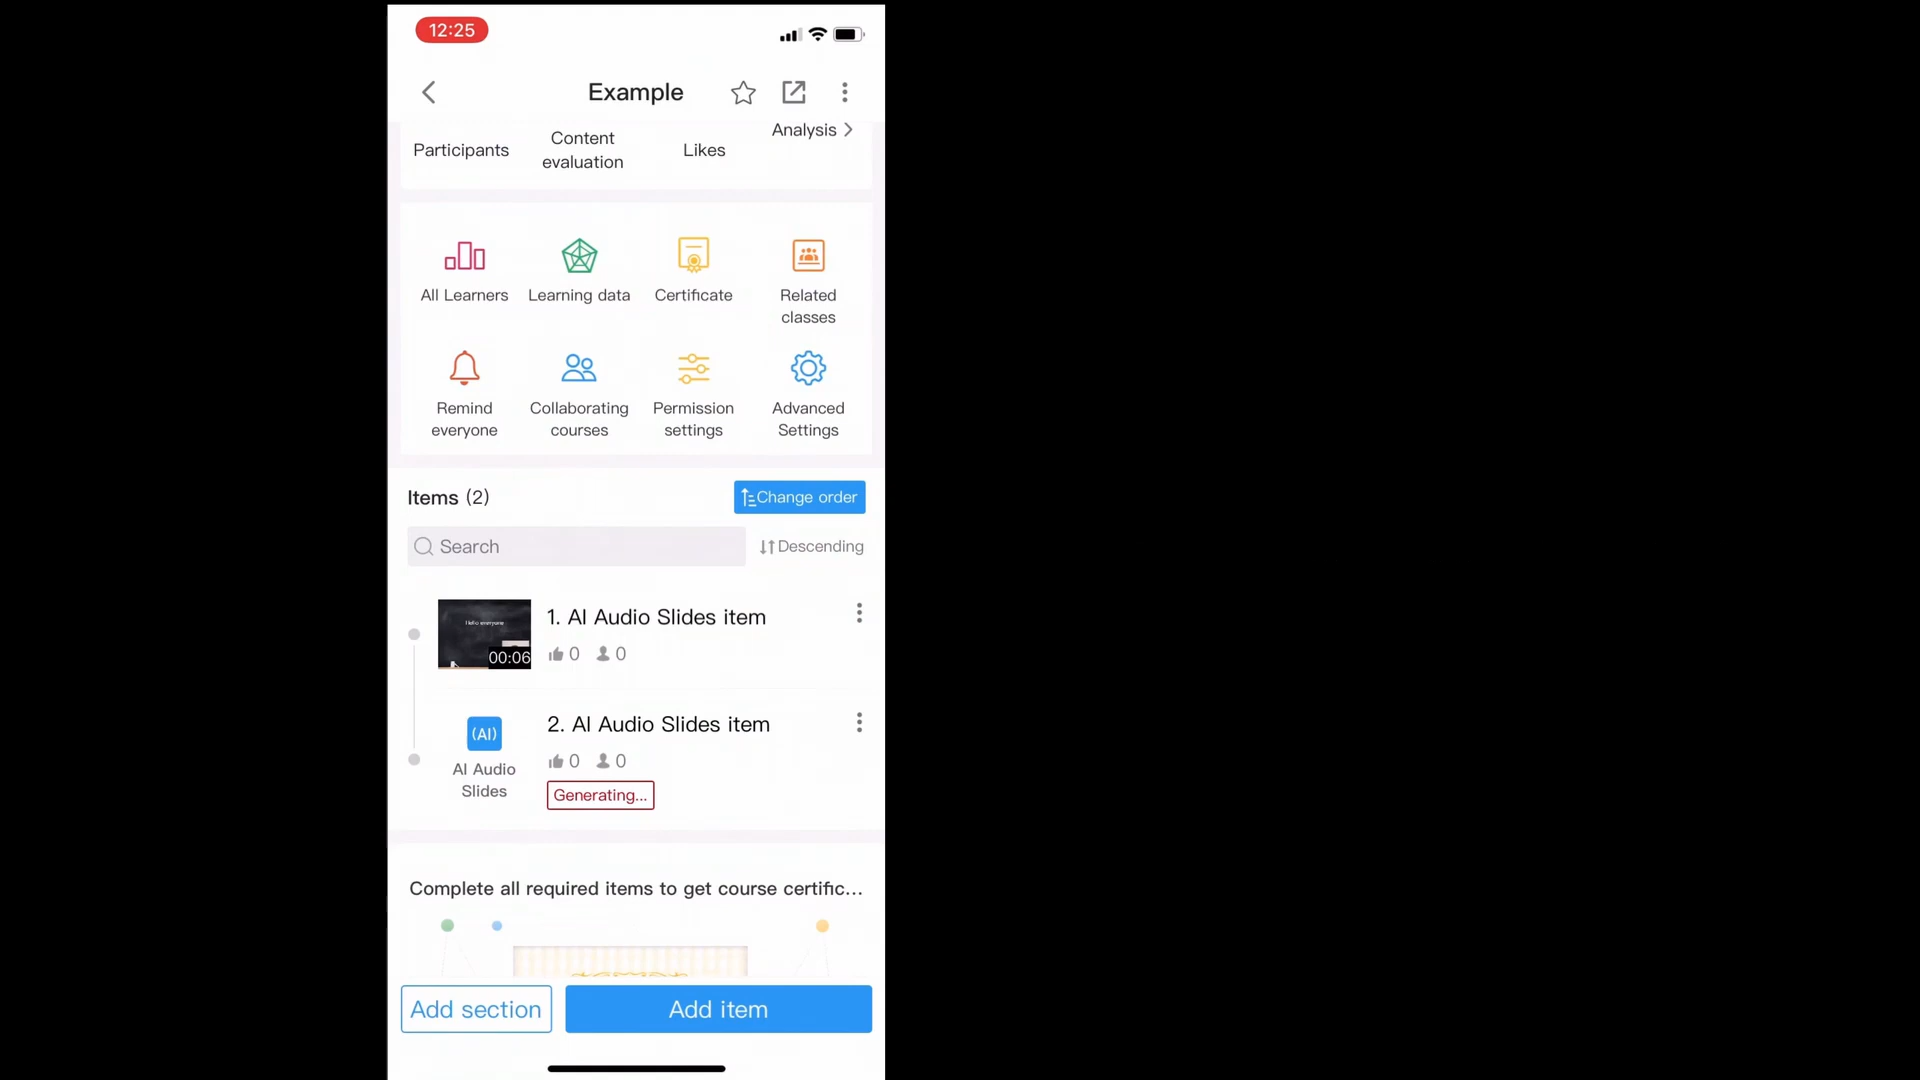 12:25
Example
Analysis
Participants
Content
evaluation
Likes
All Learners
Learning data
Certificate
Related
classes
Remind
everyone
Collaborating
courses
Permission
settings
Advanced
Settings
Items (2)
Change order
Search
Descending
Hello everyone
00:06
1. AI Audio Slides item
0
0
(AI)
AI Audio
Slides
2. AI Audio Slides item
0
0
Generating...
Complete all required items to get course certific...
Add section
Add item